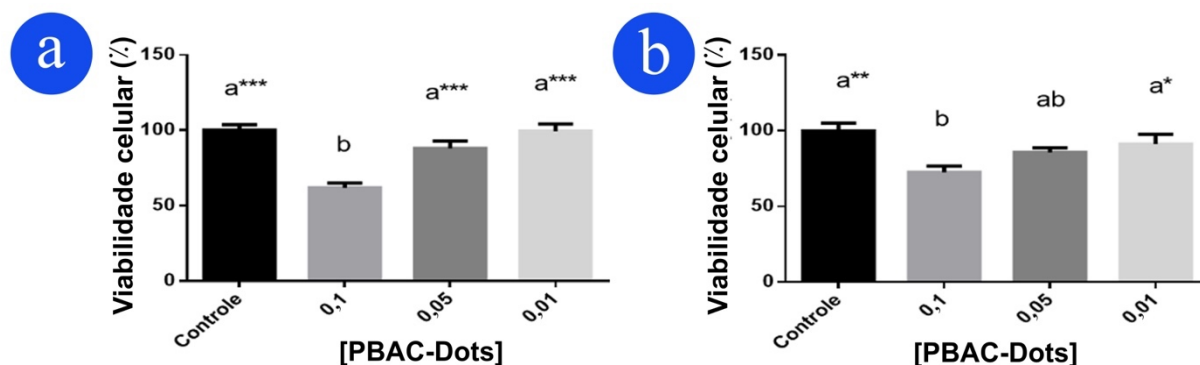 a
Viabilidade celular (%)
150
100
50
0
a***
b
a***
a***
Controle
0,1
0,05
0,01
[PBAC-Dots]
b
Viabilidade celular (%)
150
100
50
0
a**
b
ab
a*
Controle
0,1
0,05
0,01
[PBAC-Dots]